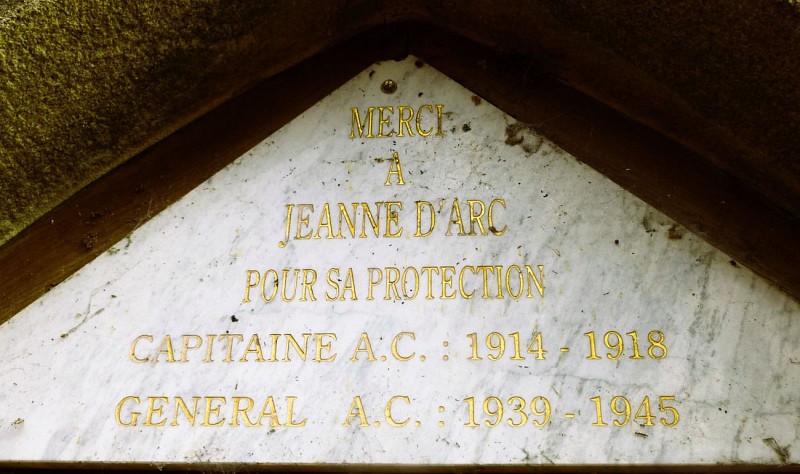 MERCI
A
JEANNE D'ARC
POUR SA PROTECTION
CAPITAINE A.C. : 1914 - 1918
GENERAL A.C. : 1939 - 1945